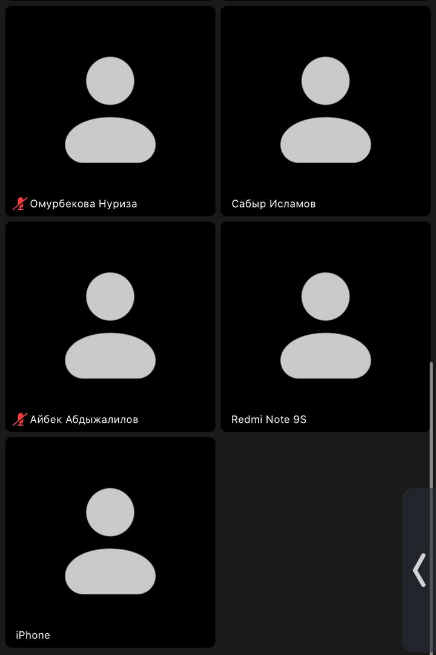 Омурбекова Нуриза
Сабыр Исламов
Айбек Абдыжалилов
Redmi Note 9S
iPhone